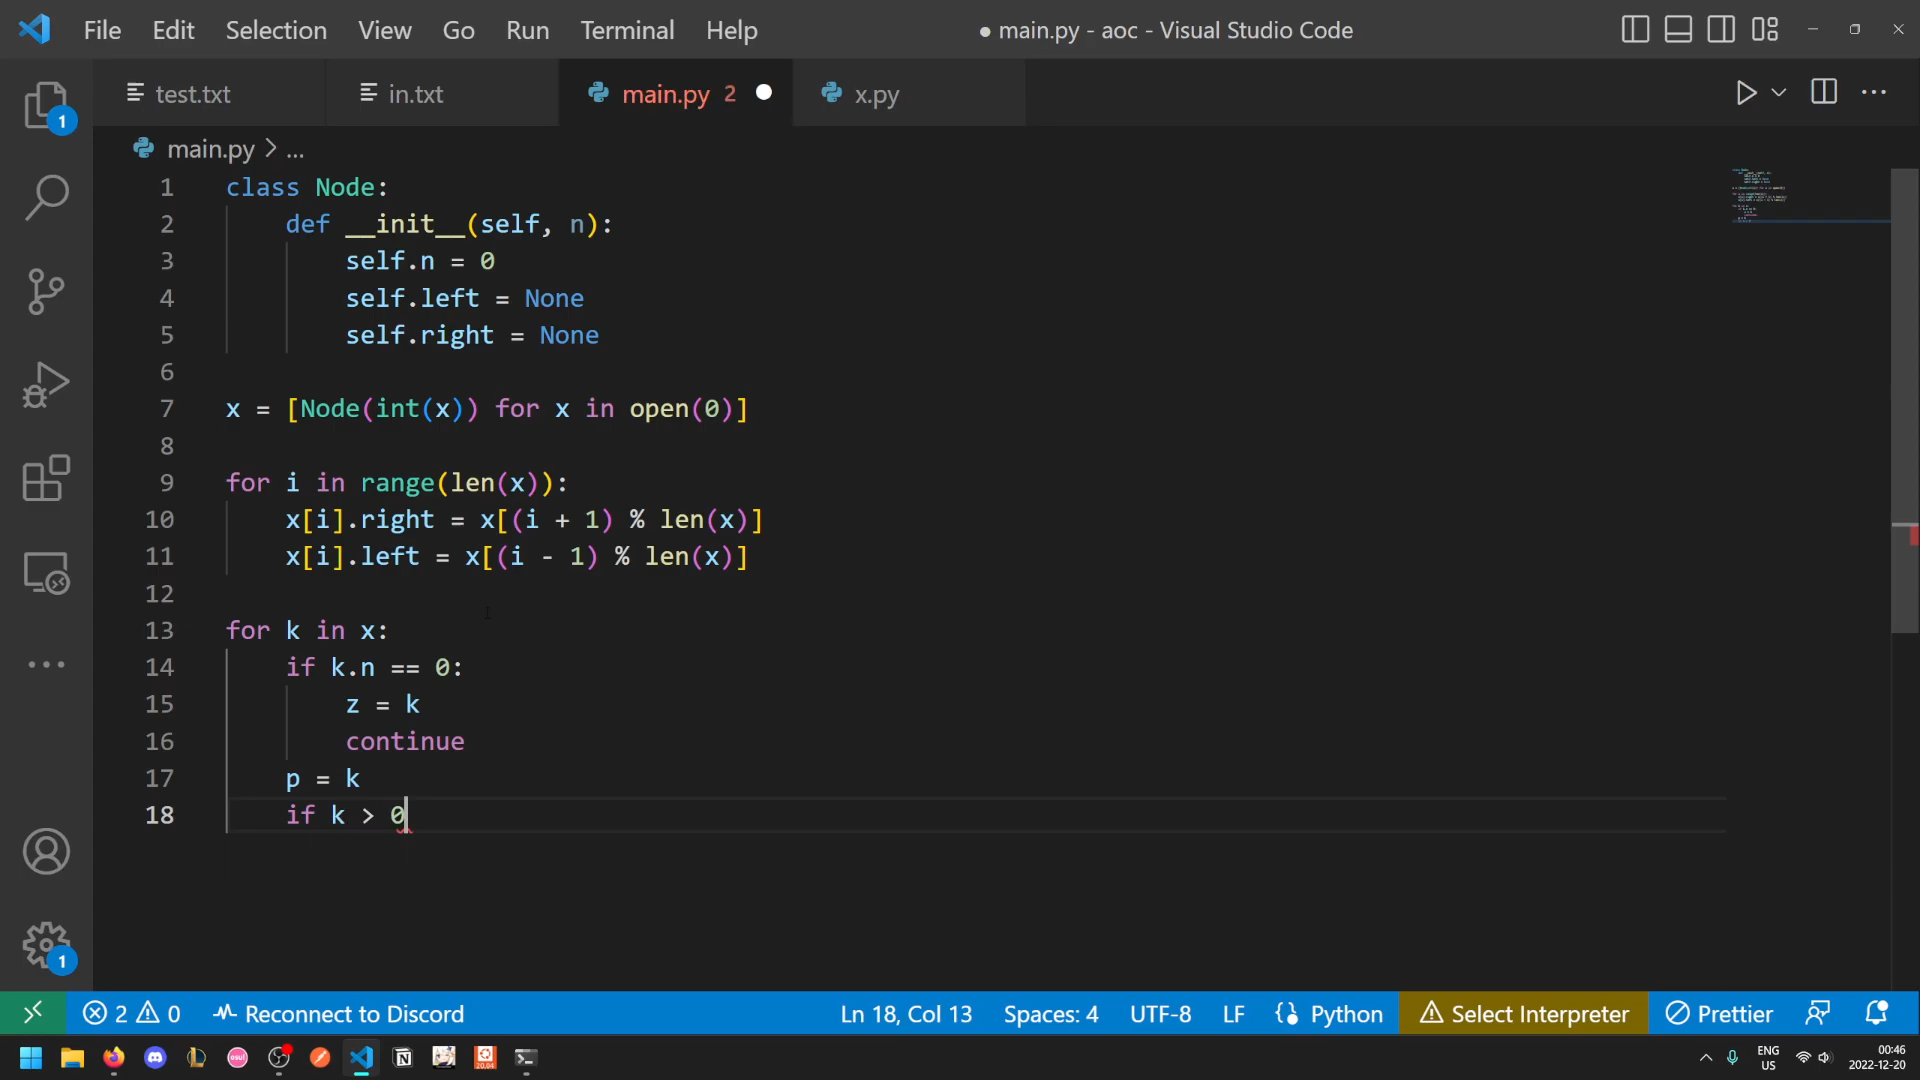 File Edit Selection View Go Run Terminal Help ● main.py - aoc - Visual Studio Code
test.txt in.txt main.py 2 x.py
1
main.py > ...
1 class Node:
2 def __init__(self, n):
3 self.n = 0
4 self.left = None
5 self.right = None
6
7 x = [Node(int(x)) for x in open(0)]
8
9 for i in range(len(x)):
10 x[i].right = x[(i + 1) % len(x)]
11 x[i].left = x[(i - 1) % len(x)]
12
13 for k in x:
14 if k.n == 0:
15 z = k
16 continue
17 p = k
18 if k > 0
1
2 0 Reconnect to Discord Ln 18, Col 13 Spaces: 4 UTF-8 LF Python Select Interpreter Prettier
osu!
20.04
ENG
US
00:46
2022-12-20